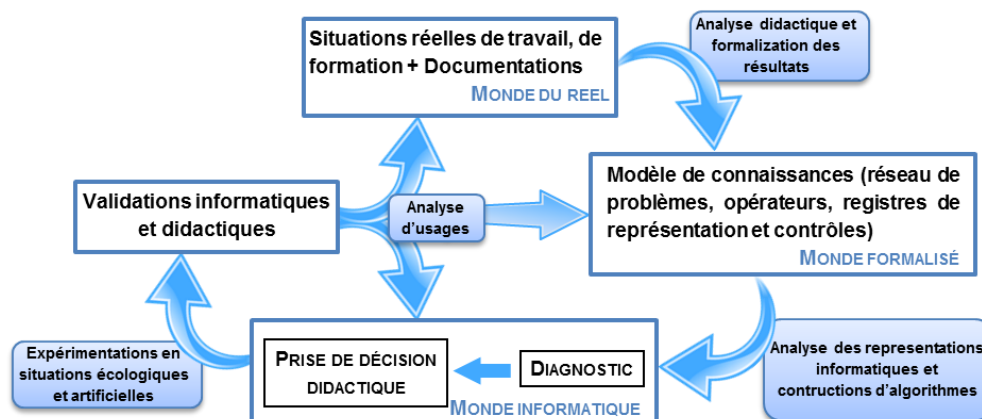 Situations réelles de travail, de
formation + Documentations
MONDE DU REEL
Analyse didactique et
formalization des
résultats
Modèle de connaissances (réseau de
problèmes, opérateurs, registres de
représentation et contrôles)
MONDE FORMALISÉ
Validations informatiques
et didactiques
Analyse
d'usages
Expérimentations en
situations écologiques
et artificielles
PRISE DE DÉCISION
DIDACTIQUE
DIAGNOSTIC
MONDE INFORMATIQUE
Analyse des representations
informatiques et
contructions d'algorithmes